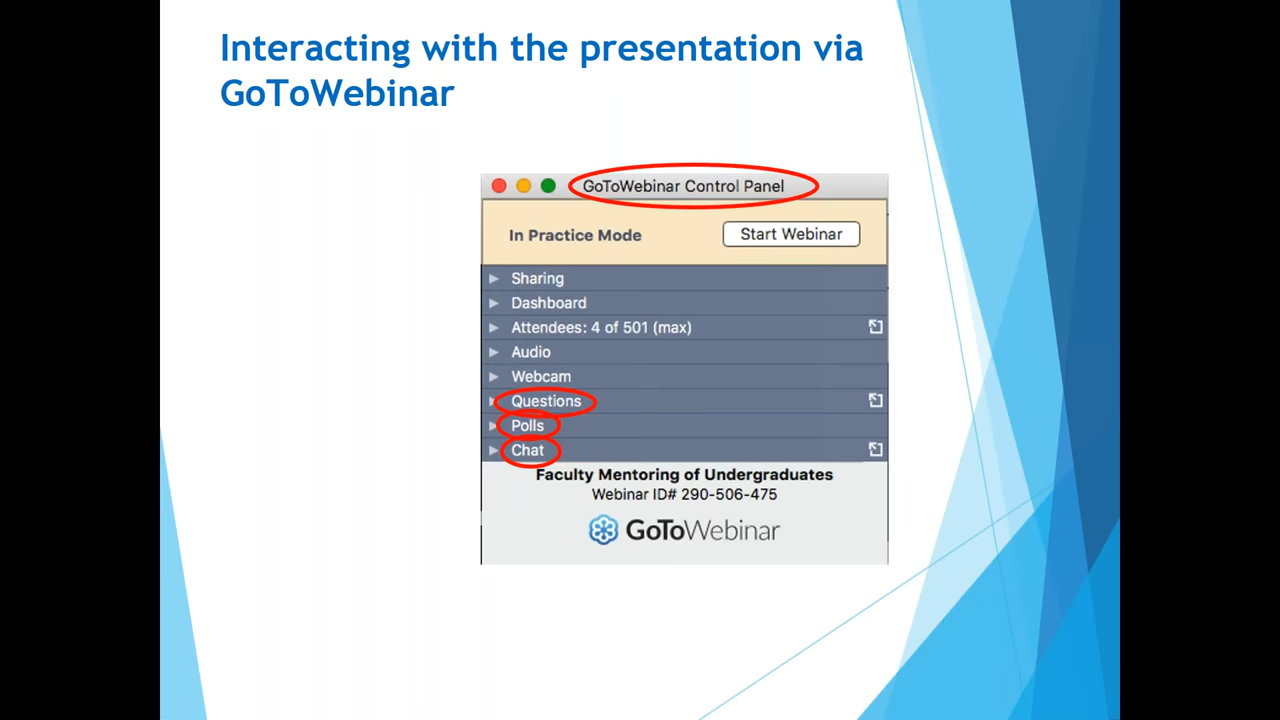 Interacting with the presentation via
GoToWebinar
GoToWebinar Control Panel
In Practice Mode
Start Webinar
Sharing
Dashboard
Attendees: 4 of 501 (max)
Audio
Webcam
Questions
Polls
Chat
Faculty Mentoring of Undergraduates
Webinar ID# 290-506-475
GoToWebinar